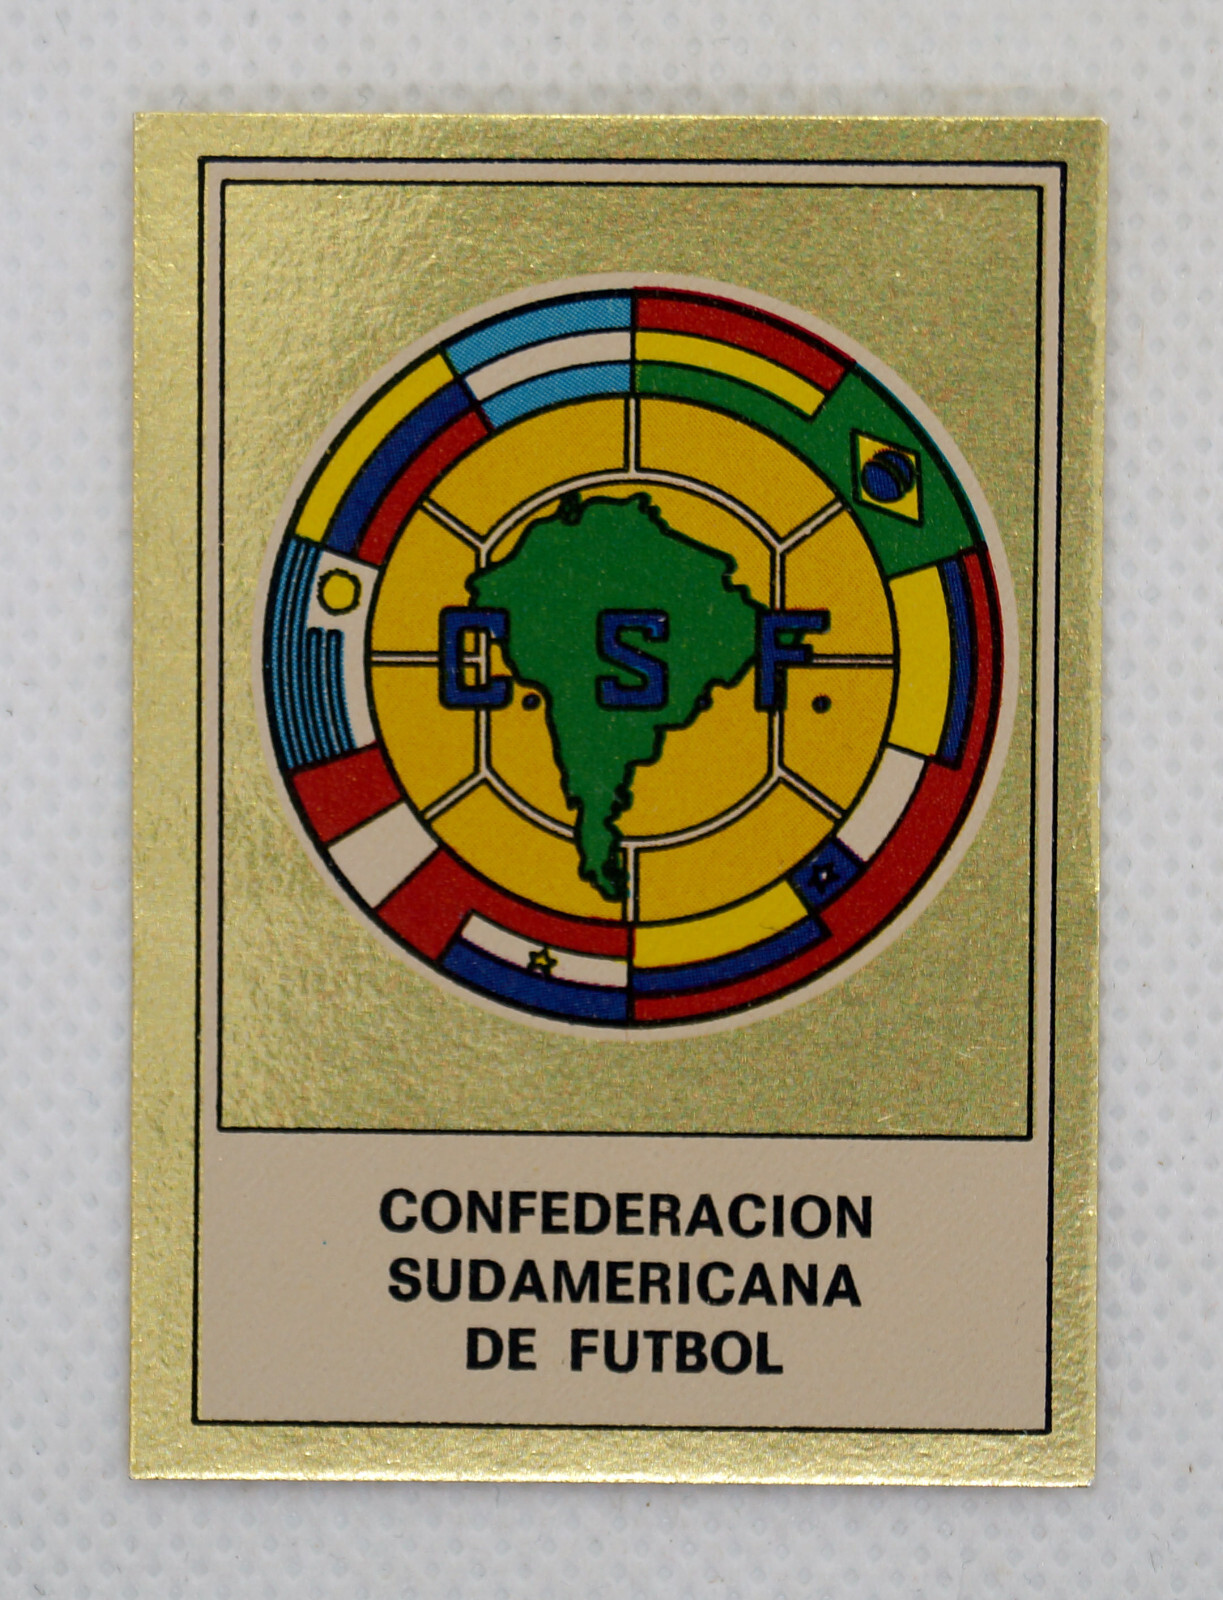 C. S. F.
CONFEDERACION
SUDAMERICANA
DE FUTBOL